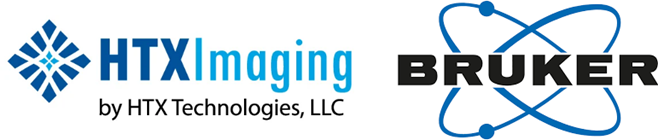 HTXImaging
by HTX Technologies, LLC
BRUKER